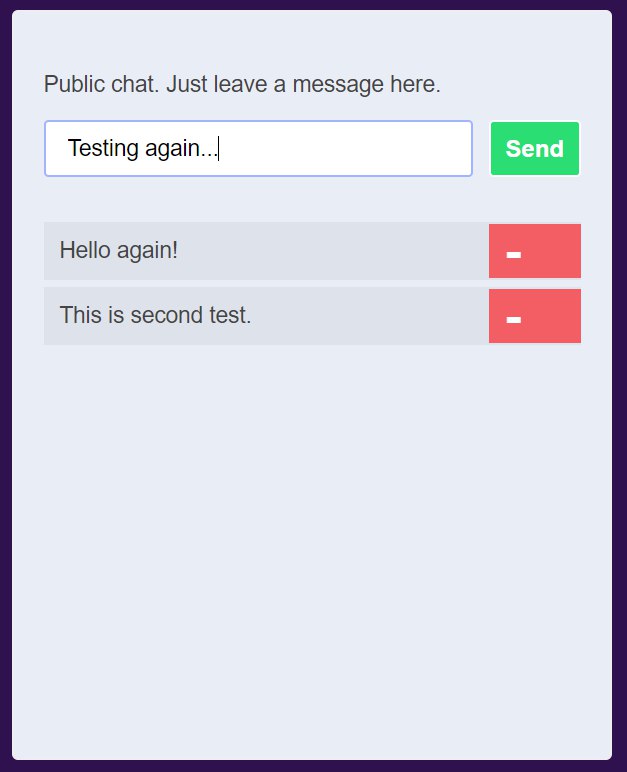 Public chat. Just leave a message here.
Testing again...
Send
Hello again!
-
This is second test.
-